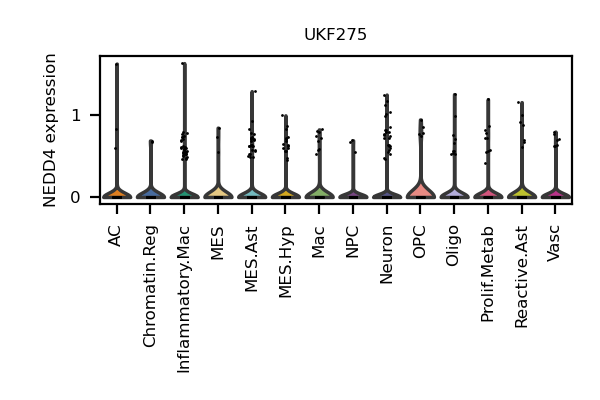 UKF275
NEDD4 expression
1
0
AC
Chromatin.Reg
Inflammatory.Mac
MES
MES.Ast
MES.Hyp
Mac
NPC
Neuron
OPC
Oligo
Prolif.Metab
Reactive.Ast
Vasc